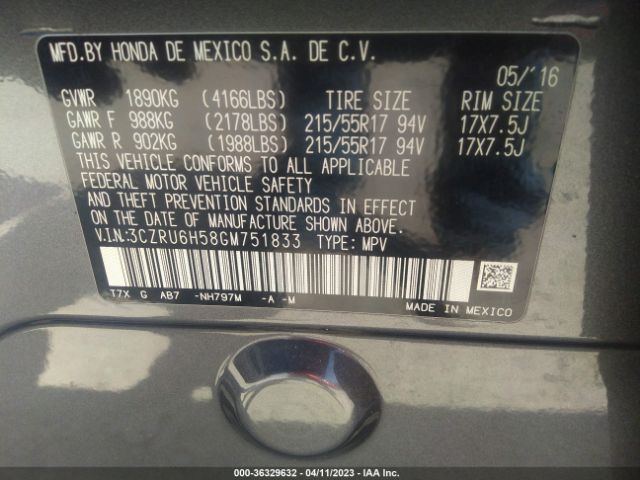 MFD.BY HONDA DE MEXICO S.A. DE C.V.
05/'16
GVWR 1890KG (4166LBS) TIRE SIZE RIM SIZE
GAWR F 988KG (2178LBS) 215/55R17 94V 17X7.5J
GAWR R 902KG (1988LBS) 215/55R17 94V 17X7.5J
THIS VEHICLE CONFORMS TO ALL APPLICABLE
FEDERAL MOTOR VEHICLE SAFETY
AND THEFT PREVENTION STANDARDS IN EFFECT
ON THE DATE OF MANUFACTURE SHOWN ABOVE.
V.I.N:3CZRU6H58GM751833 TYPE: MPV
T7X G AB7 -NH797M -A -M
MADE IN MEXICO
000-36329632 - 04/11/2023 - IAA Inc.